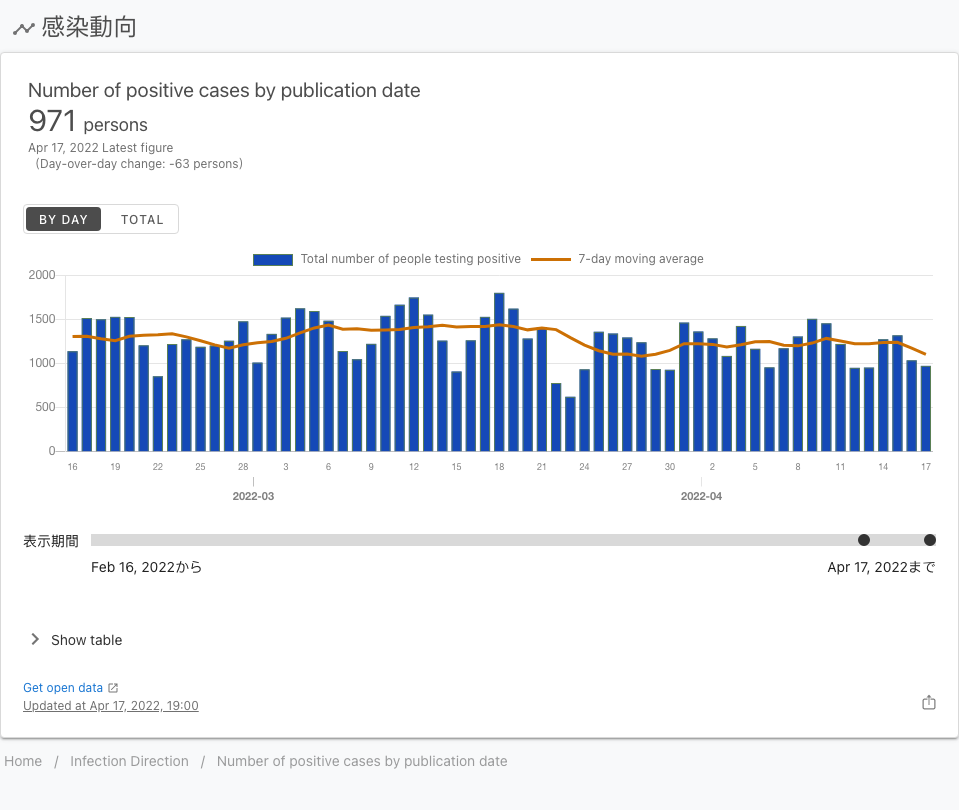 感染動向
Number of positive cases by publication date
971 persons
Apr 17, 2022 Latest figure
(Day-over-day change: -63 persons)
BY DAY TOTAL
Total number of people testing positive 7-day moving average
2000
1500
1000
500
0
16 19 22 25 28 3 6 9 12 15 18 21 24 27 30 2 5 8 11 14 17
2022-03 2022-04
表示期間
Feb 16, 2022から Apr 17, 2022まで
Show table
Get open data
Updated at Apr 17, 2022, 19:00
Home / Infection Direction / Number of positive cases by publication date